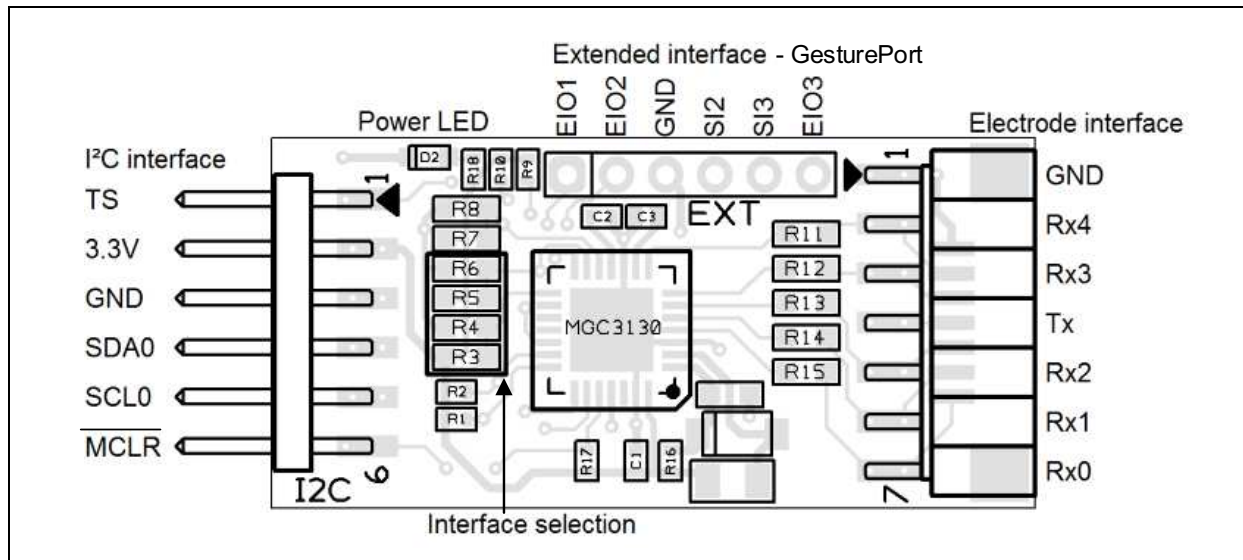 Extended interface - GesturePort
EIO1
EIO2
GND
SI2
SI3
EIO3
Power LED
Electrode interface
I²C interface
TS
3.3V
GND
SDA0
SCL0
MCLR
1
6
I2C
D2
R18
R10
R9
R8
R7
R6
R5
R4
R3
R2
R1
C2
C3
EXT
MGC3130
R11
R12
R13
R14
R15
R17
C1
R16
1
7
GND
Rx4
Rx3
Tx
Rx2
Rx1
Rx0
Interface selection